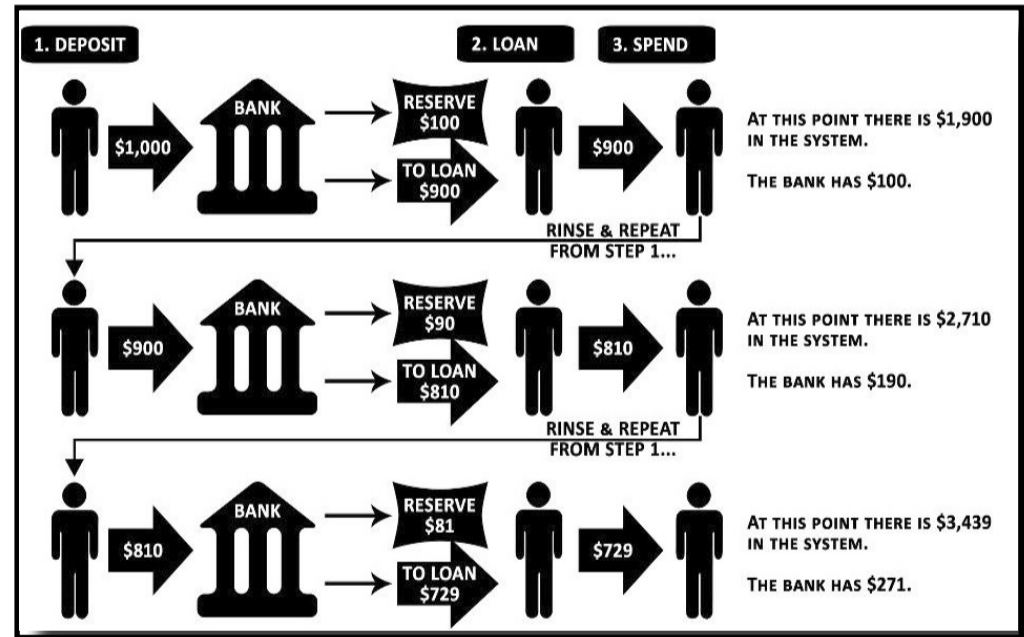 1. DEPOSIT
2. LOAN
3. SPEND
$1,000
BANK
RESERVE
$100
TO LOAN
$900
$900
AT THIS POINT THERE IS $1,900
IN THE SYSTEM.
THE BANK HAS $100.
RINSE & REPEAT
FROM STEP 1...
$900
BANK
RESERVE
$90
TO LOAN
$810
$810
AT THIS POINT THERE IS $2,710
IN THE SYSTEM.
THE BANK HAS $190.
RINSE & REPEAT
FROM STEP 1...
$810
BANK
RESERVE
$81
TO LOAN
$729
$729
AT THIS POINT THERE IS $3,439
IN THE SYSTEM.
THE BANK HAS $271.